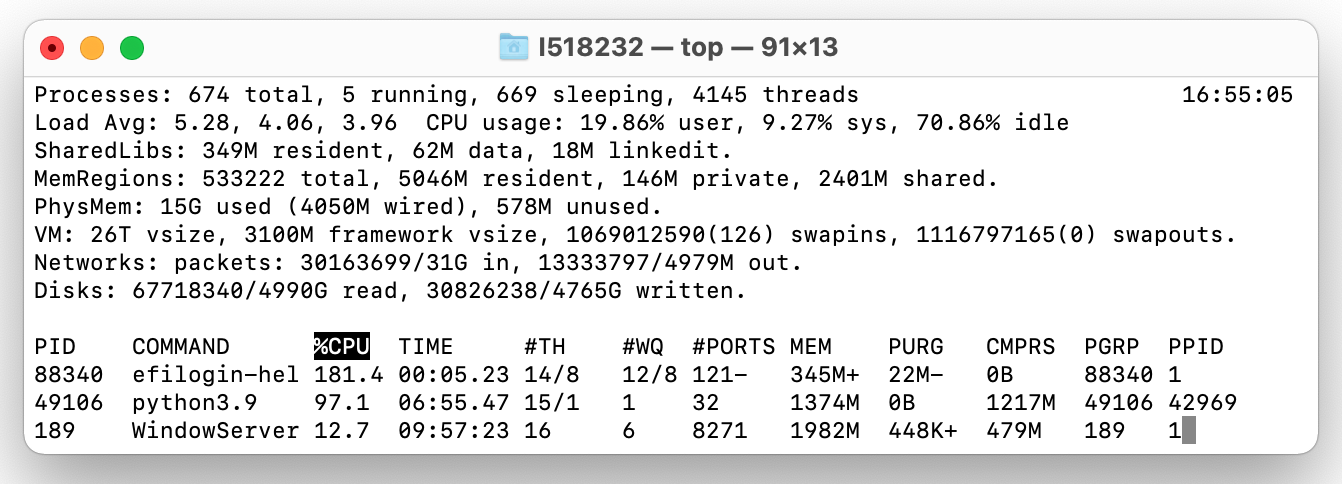 I518232 — top — 91×13
Processes: 674 total, 5 running, 669 sleeping, 4145 threads 16:55:05
Load Avg: 5.28, 4.06, 3.96  CPU usage: 19.86% user, 9.27% sys, 70.86% idle
SharedLibs: 349M resident, 62M data, 18M linkedit.
MemRegions: 533222 total, 5046M resident, 146M private, 2401M shared.
PhysMem: 15G used (4050M wired), 578M unused.
VM: 26T vsize, 3100M framework vsize, 1069012590(126) swapins, 1116797165(0) swapouts.
Networks: packets: 30163699/31G in, 13333797/4979M out.
Disks: 67718340/4990G read, 30826238/4765G written.
PID    COMMAND      %CPU  TIME     #TH    #WQ  #PORTS MEM    PURG   CMPRS  PGRP  PPID
88340  efilogin-hel 181.4 00:05.23 14/8   12/8 121-   345M+  22M-   0B     88340 1
49106  python3.9    97.1  06:55.47 15/1   1    32     1374M  0B     1217M  49106 42969
189    WindowServer 12.7  09:57:23 16     6    8271   1982M  448K+  479M   189   1